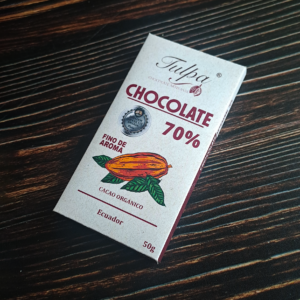 Tulpa ®
CHOCOLATE
70%
FINO DE
AROMA
CACAO ORGANICO
Ecuador
50g